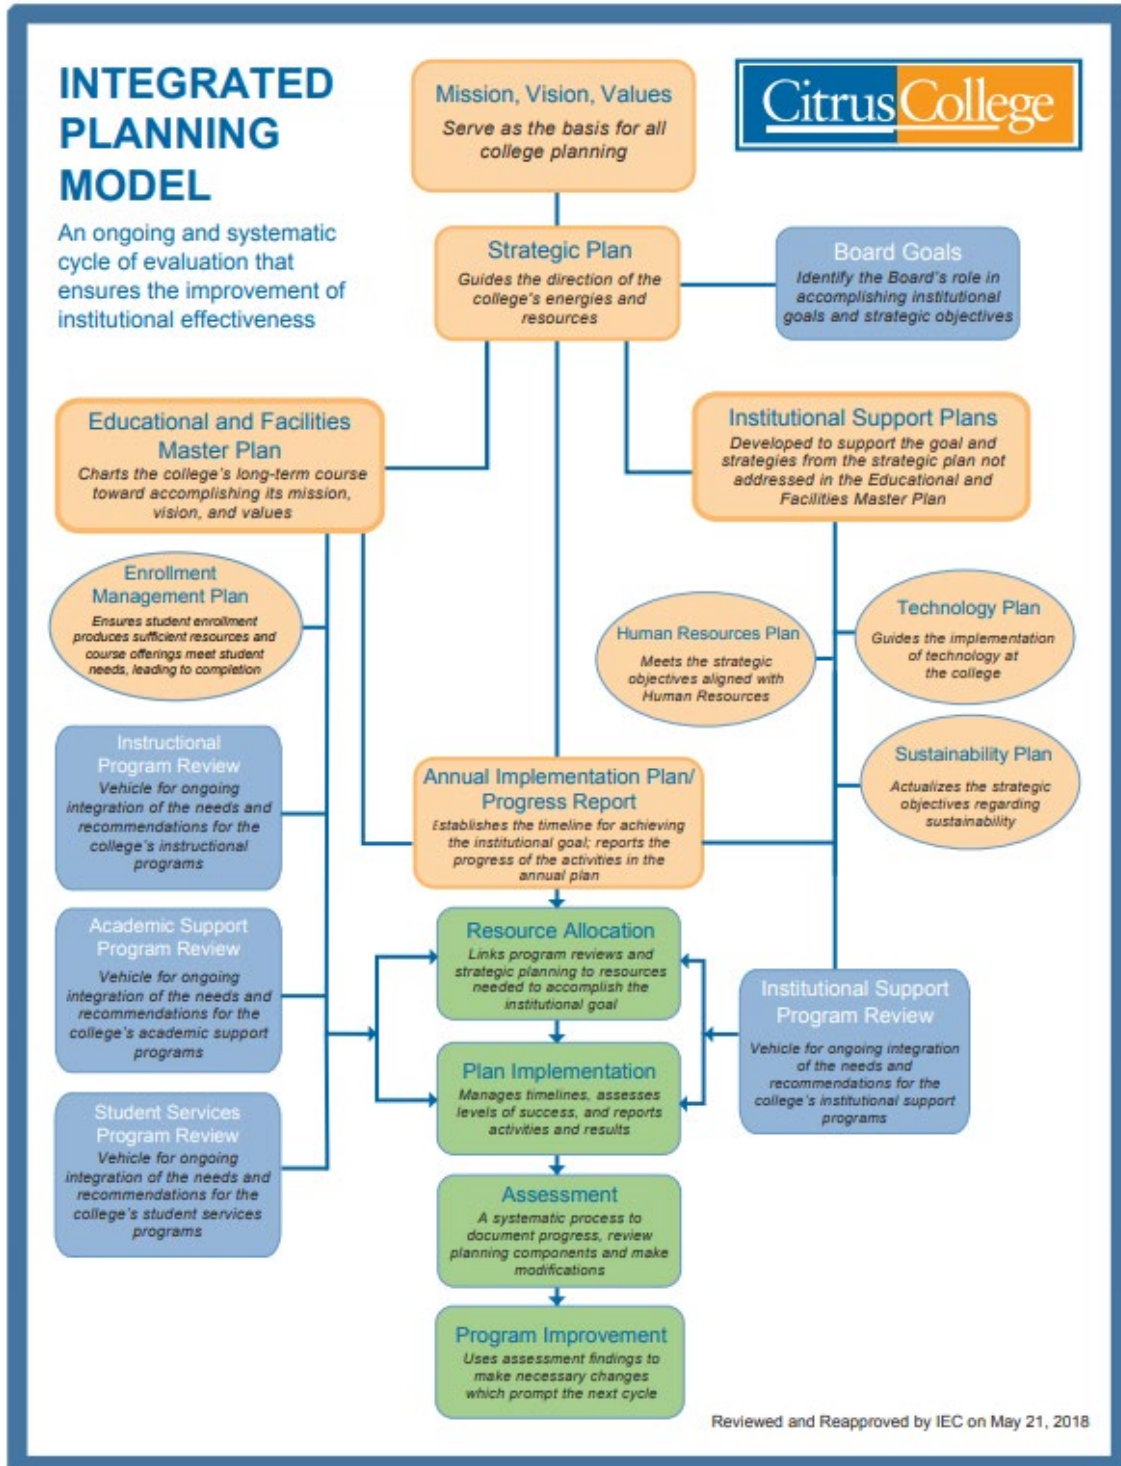 INTEGRATED
PLANNING
MODEL
An ongoing and systematic
cycle of evaluation that
ensures the improvement of
institutional effectiveness
Mission, Vision, Values
Serve as the basis for all
college planning
Citrus College
Strategic Plan
Guides the direction of the
college's energies and
resources
Board Goals
Identify the Board's role in
accomplishing institutional
goals and strategic objectives
Educational and Facilities
Master Plan
Charts the college's long-term course
toward accomplishing its mission,
vision, and values
Institutional Support Plans
Developed to support the goal and
strategies from the strategic plan not
addressed in the Educational and
Facilities Master Plan
Enrollment
Management Plan
Ensures student enrollment
produces sufficient resources and
course offerings meet student
needs, leading to completion
Human Resources Plan
Meets the strategic
objectives aligned with
Human Resources
Technology Plan
Guides the implementation
of technology at
the college
Sustainability Plan
Actualizes the strategic
objectives regarding
sustainability
Instructional
Program Review
Vehicle for ongoing
integration of the needs and
recommendations for the
college's instructional
programs
Annual Implementation Plan/
Progress Report
Establishes the timeline for achieving
the institutional goal; reports the
progress of the activities in the
annual plan
Academic Support
Program Review
Vehicle for ongoing
integration of the needs and
recommendations for the
college's academic support
programs
Resource Allocation
Links program reviews and
strategic planning to resources
needed to accomplish the
institutional goal
Institutional Support
Program Review
Vehicle for ongoing integration
of the needs and
recommendations for the
college's institutional support
programs
Plan Implementation
Manages timelines, assesses
levels of success, and reports
activities and results
Student Services
Program Review
Vehicle for ongoing
integration of the needs and
recommendations for the
college's student services
programs
Assessment
A systematic process to
document progress, review
planning components and make
modifications
Program Improvement
Uses assessment findings to
make necessary changes
which prompt the next cycle
Reviewed and Reapproved by IEC on May 21, 2018